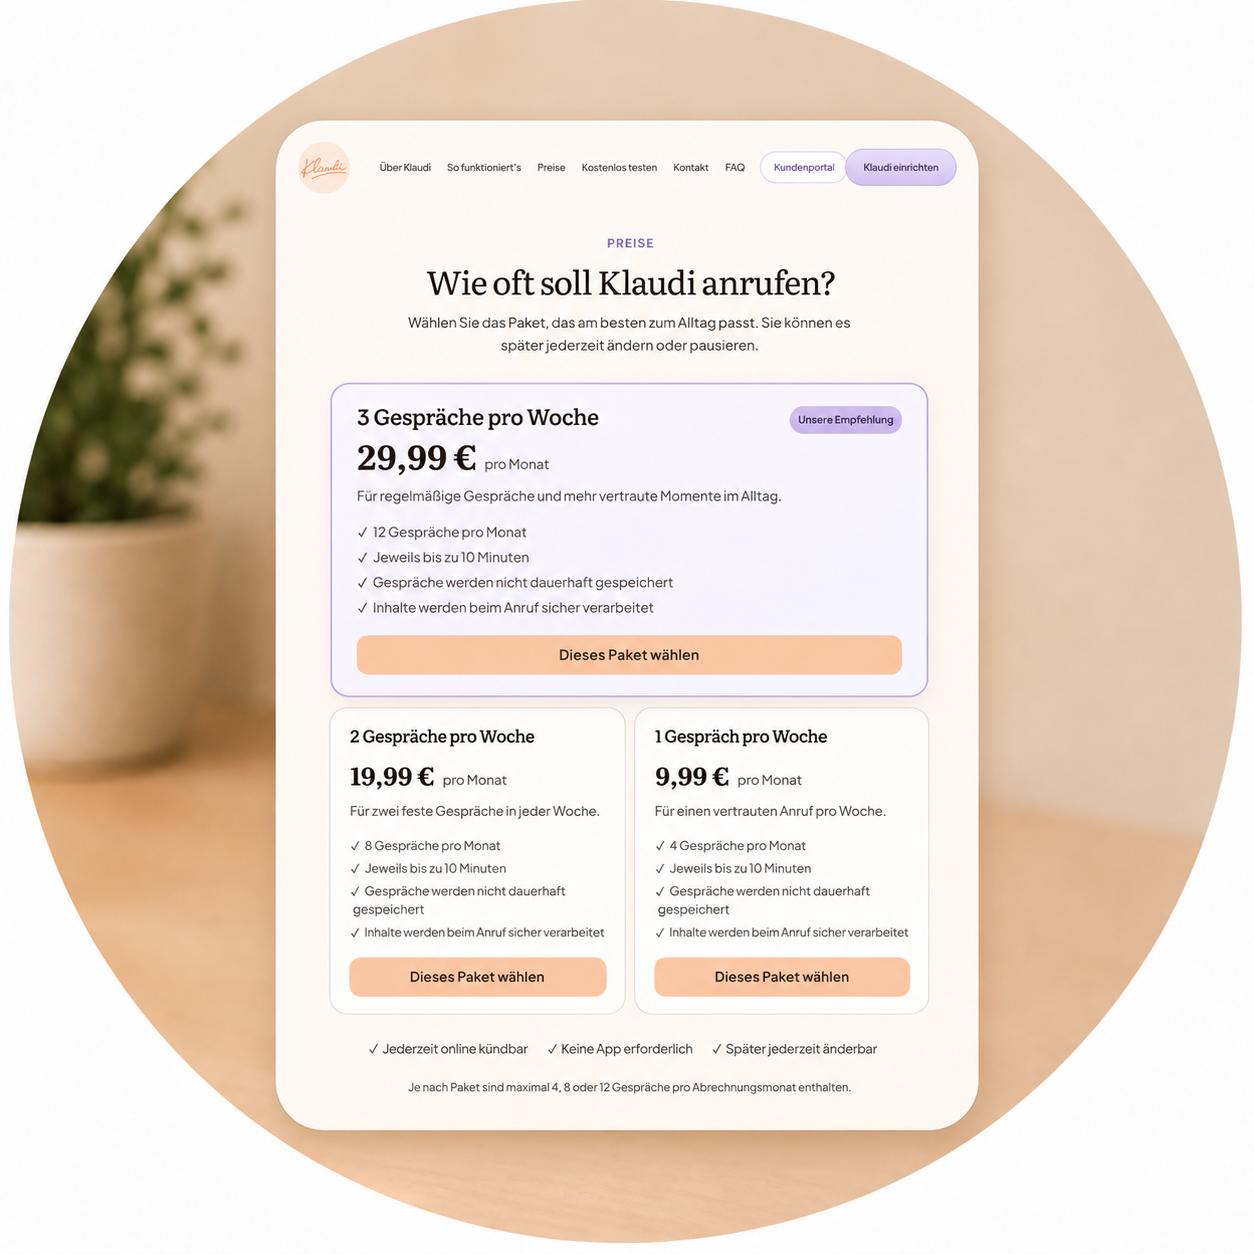 Klaudi
Über Klaudi So funktioniert's Preise Kostenlos testen Kontakt FAQ Kundenportal Klaudi einrichten
PREISE
Wie oft soll Klaudi anrufen?
Wählen Sie das Paket, das am besten zum Alltag passt. Sie können es
später jederzeit ändern oder pausieren.
3 Gespräche pro Woche
Unsere Empfehlung
29,99 € pro Monat
Für regelmäßige Gespräche und mehr vertraute Momente im Alltag.
✓ 12 Gespräche pro Monat
✓ Jeweils bis zu 10 Minuten
✓ Gespräche werden nicht dauerhaft gespeichert
✓ Inhalte werden beim Anruf sicher verarbeitet
Dieses Paket wählen
2 Gespräche pro Woche
19,99 € pro Monat
Für zwei feste Gespräche in jeder Woche.
✓ 8 Gespräche pro Monat
✓ Jeweils bis zu 10 Minuten
✓ Gespräche werden nicht dauerhaft
gespeichert
✓ Inhalte werden beim Anruf sicher verarbeitet
Dieses Paket wählen
1 Gespräch pro Woche
9,99 € pro Monat
Für einen vertrauten Anruf pro Woche.
✓ 4 Gespräche pro Monat
✓ Jeweils bis zu 10 Minuten
✓ Gespräche werden nicht dauerhaft
gespeichert
✓ Inhalte werden beim Anruf sicher verarbeitet
Dieses Paket wählen
✓ Jederzeit online kündbar ✓ Keine App erforderlich ✓ Später jederzeit änderbar
Je nach Paket sind maximal 4, 8 oder 12 Gespräche pro Abrechnungsmonat enthalten.